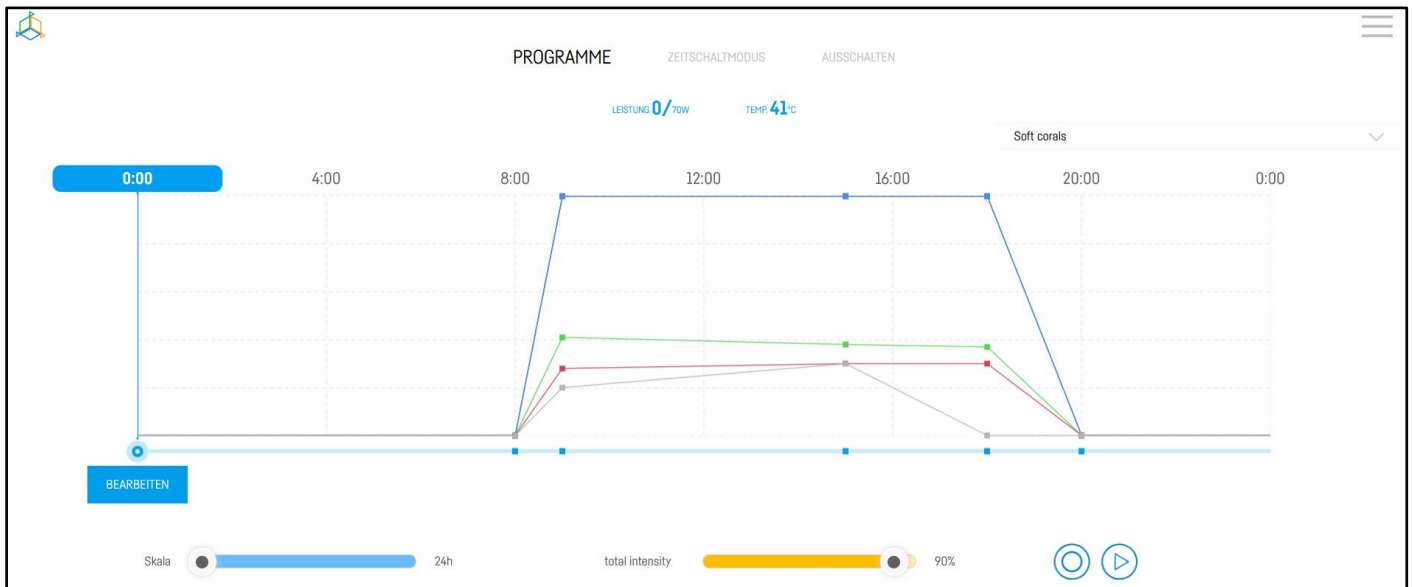 PROGRAMME ZEITSCHALTMODUS AUSSCHALTEN
LEISTUNG 0/70W TEMP. 41°C
Soft corals
0:00 4:00 8:00 12:00 16:00 20:00 0:00
BEARBEITEN
Skala 24h total intensity 90%